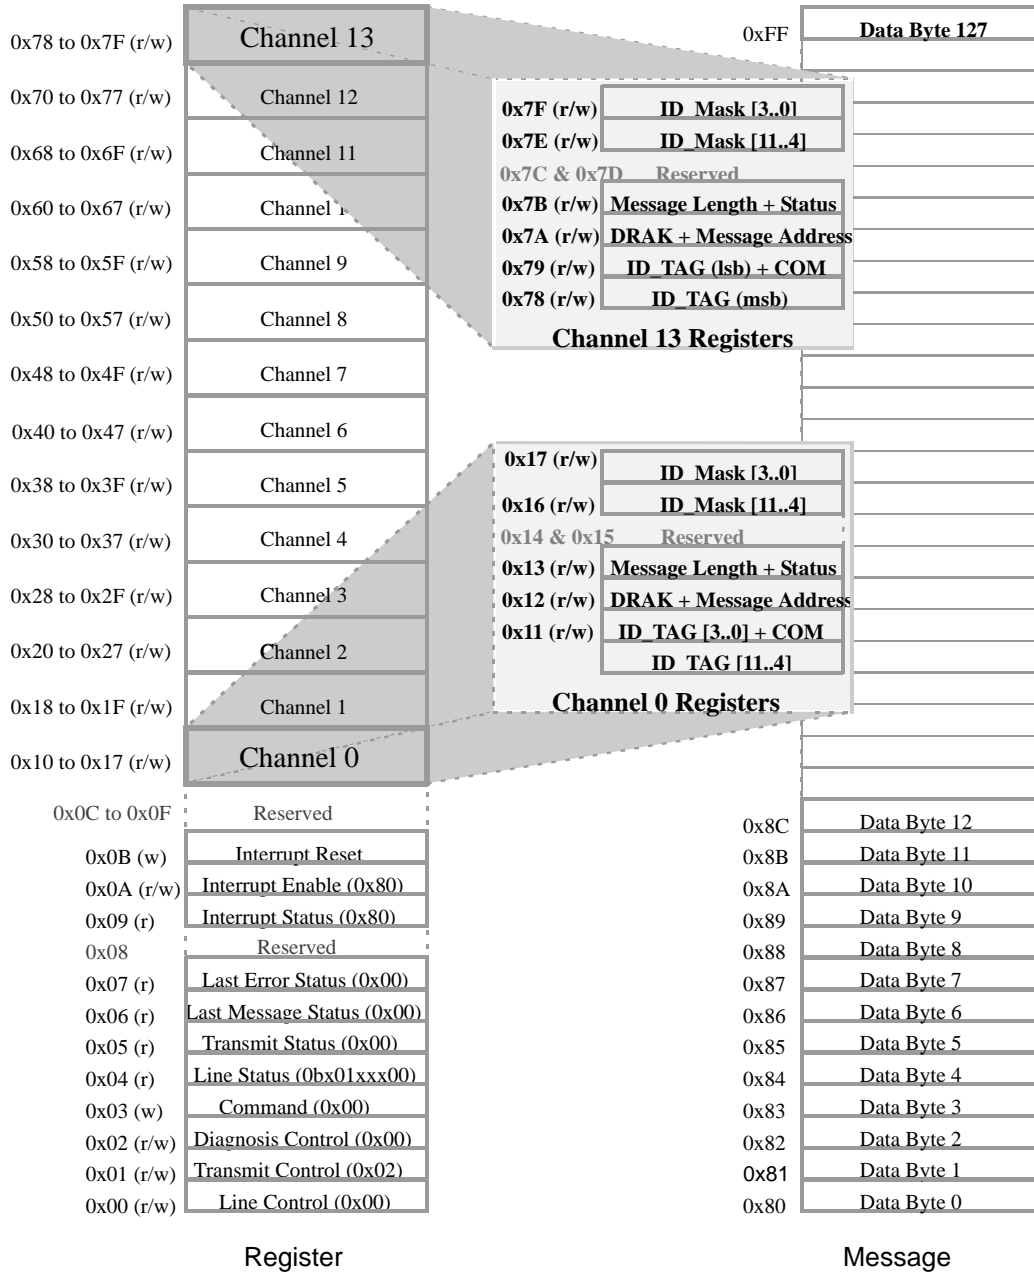 0x78 to 0x7F (r/w) Channel 13
0x70 to 0x77 (r/w) Channel 12
0x68 to 0x6F (r/w) Channel 11
0x60 to 0x67 (r/w) Channel 1
0x58 to 0x5F (r/w) Channel 9
0x50 to 0x57 (r/w) Channel 8
0x48 to 0x4F (r/w) Channel 7
0x40 to 0x47 (r/w) Channel 6
0x38 to 0x3F (r/w) Channel 5
0x30 to 0x37 (r/w) Channel 4
0x28 to 0x2F (r/w) Channel 3
0x20 to 0x27 (r/w) Channel 2
0x18 to 0x1F (r/w) Channel 1
0x10 to 0x17 (r/w) Channel 0
0x0C to 0x0F Reserved
0x0B (w) Interrupt Reset
0x0A (r/w) Interrupt Enable (0x80)
0x09 (r) Interrupt Status (0x80)
0x08 Reserved
0x07 (r) Last Error Status (0x00)
0x06 (r) Last Message Status (0x00)
0x05 (r) Transmit Status (0x00)
0x04 (r) Line Status (0bx01xxx00)
0x03 (w) Command (0x00)
0x02 (r/w) Diagnosis Control (0x00)
0x01 (r/w) Transmit Control (0x02)
0x00 (r/w) Line Control (0x00)
Register
0x7F (r/w) ID_Mask [3..0]
0x7E (r/w) ID_Mask [11..4]
0x7C & 0x7D Reserved
0x7B (r/w) Message Length + Status
0x7A (r/w) DRAK + Message Address
0x79 (r/w) ID_TAG (lsb) + COM
0x78 (r/w) ID_TAG (msb)
Channel 13 Registers
0x17 (r/w) ID_Mask [3..0]
0x16 (r/w) ID_Mask [11..4]
0x14 & 0x15 Reserved
0x13 (r/w) Message Length + Status
0x12 (r/w) DRAK + Message Address
0x11 (r/w) ID_TAG [3..0] + COM
ID_TAG [11..4]
Channel 0 Registers
0xFF Data Byte 127
0x8C Data Byte 12
0x8B Data Byte 11
0x8A Data Byte 10
0x89 Data Byte 9
0x88 Data Byte 8
0x87 Data Byte 7
0x86 Data Byte 6
0x85 Data Byte 5
0x84 Data Byte 4
0x83 Data Byte 3
0x82 Data Byte 2
0x81 Data Byte 1
0x80 Data Byte 0
Message